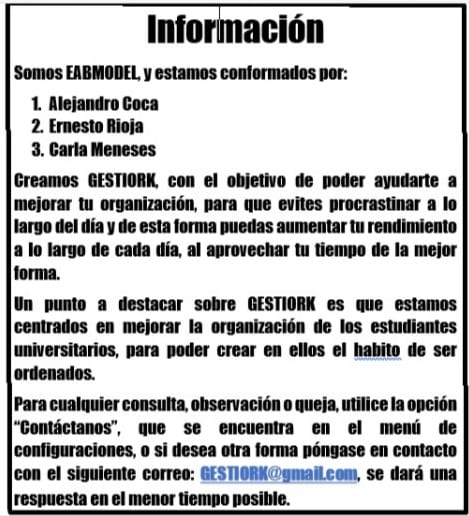 Información
Somos EABMODEL, y estamos conformados por:
1. Alejandro Coca
2. Ernesto Rioja
3. Carla Meneses
Creamos GESTIORK, con el objetivo de poder ayudarte a
mejorar tu organización, para que evites procrastinar a lo
largo del día y de esta forma puedas aumentar tu rendimiento
a lo largo de cada día, al aprovechar tu tiempo de la mejor
forma.
Un punto a destacar sobre GESTIORK es que estamos
centrados en mejorar la organización de los estudiantes
universitarios, para poder crear en ellos el habito de ser
ordenados.
Para cualquier consulta, observación o queja, utilice la opción
“Contáctanos”, que se encuentra en el menú de
configuraciones, o si desea otra forma póngase en contacto
con el siguiente correo: GESTIORK@gmail.com, se dará una
respuesta en el menor tiempo posible.